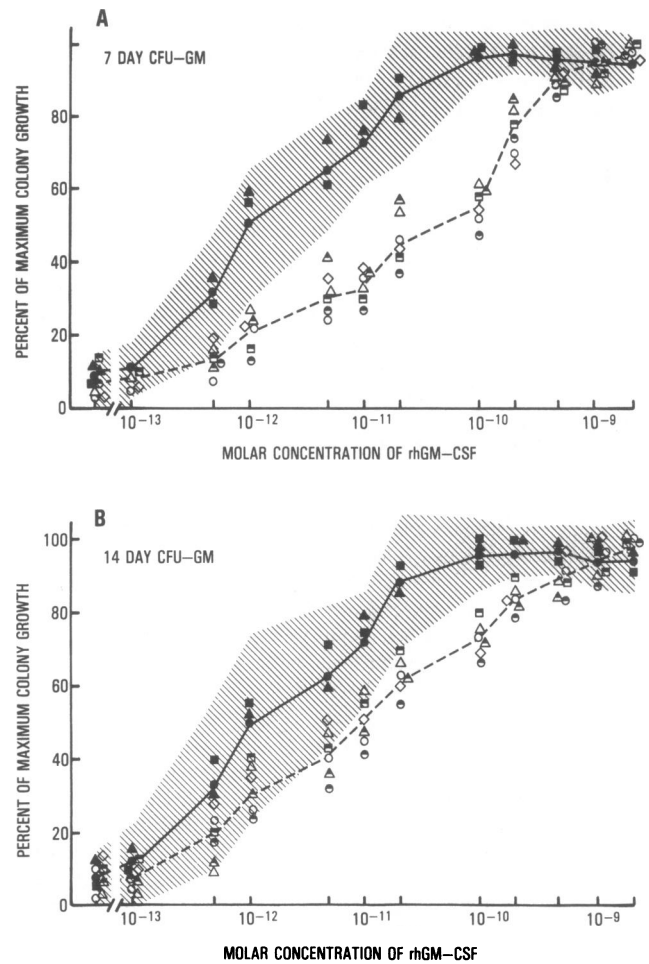 A
7 DAY CFU–GM
PERCENT OF MAXIMUM COLONY GROWTH
80
60
40
20
0
10⁻¹³
10⁻¹²
10⁻¹¹
10⁻¹⁰
10⁻⁹
MOLAR CONCENTRATION OF rhGM–CSF
B
14 DAY CFU–GM
PERCENT OF MAXIMUM COLONY GROWTH
100
80
60
40
20
0
10⁻¹³
10⁻¹²
10⁻¹¹
10⁻¹⁰
10⁻⁹
MOLAR CONCENTRATION OF rhGM–CSF